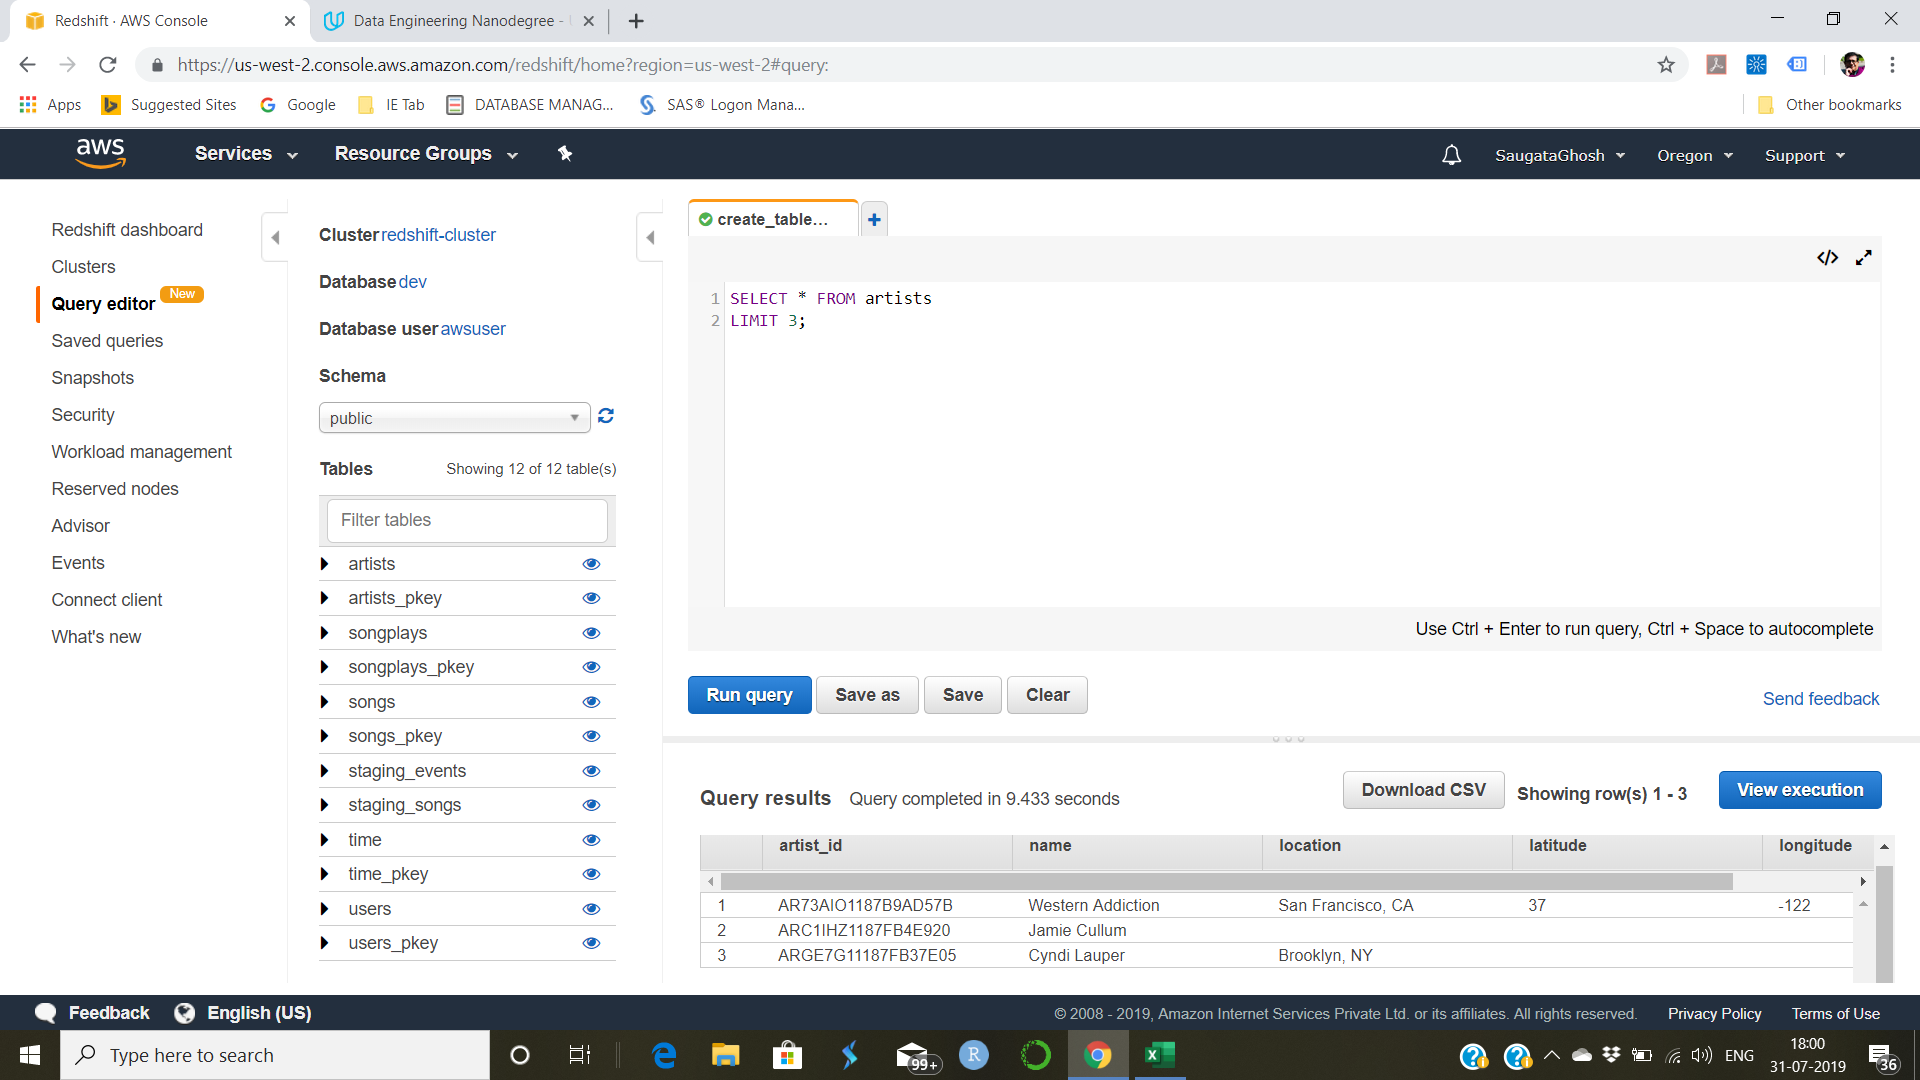 Redshift · AWS Console
Data Engineering Nanodegree -
https://us-west-2.console.aws.amazon.com/redshift/home?region=us-west-2#query:
Apps
Suggested Sites
Google
IE Tab
DATABASE MANAG...
SAS® Logon Mana...
Other bookmarks
aws
Services
Resource Groups
SaugataGhosh
Oregon
Support
Redshift dashboard
Clusters
Query editor New
Saved queries
Snapshots
Security
Workload management
Reserved nodes
Advisor
Events
Connect client
What's new
Cluster redshift-cluster
Database dev
Database user awsuser
Schema
public
Tables Showing 12 of 12 table(s)
Filter tables
artists
artists_pkey
songplays
songplays_pkey
songs
songs_pkey
staging_events
staging_songs
time
time_pkey
users
users_pkey
create_table...
+
</>
1 SELECT * FROM artists
2 LIMIT 3;
Use Ctrl + Enter to run query, Ctrl + Space to autocomplete
Run query
Save as
Save
Clear
Send feedback
Query results Query completed in 9.433 seconds
Download CSV
Showing row(s) 1 - 3
View execution
artist_id name location latitude longitude
1 AR73AIO1187B9AD57B Western Addiction San Francisco, CA 37 -122
2 ARC1IHZ1187FB4E920 Jamie Cullum
3 ARGE7G11187FB37E05 Cyndi Lauper Brooklyn, NY
Feedback
English (US)
© 2008 - 2019, Amazon Internet Services Private Ltd. or its affiliates. All rights reserved.
Privacy Policy
Terms of Use
Type here to search
99+
R
ENG
18:00
31-07-2019
36